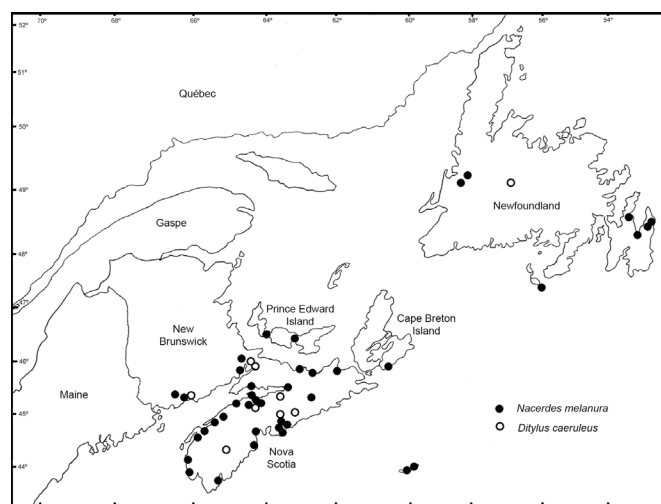 70° 68° 66° 64° 62° 60° 58° 56° 54°
52°
51°
Québec
50°
49°
Newfoundland
Gaspe
48°
47°
Prince Edward
Island
Cape Breton
Island
New
Brunswick
46°
Maine
45°
Nacerdes melanura
Ditylus caeruleus
Nova
Scotia
44°